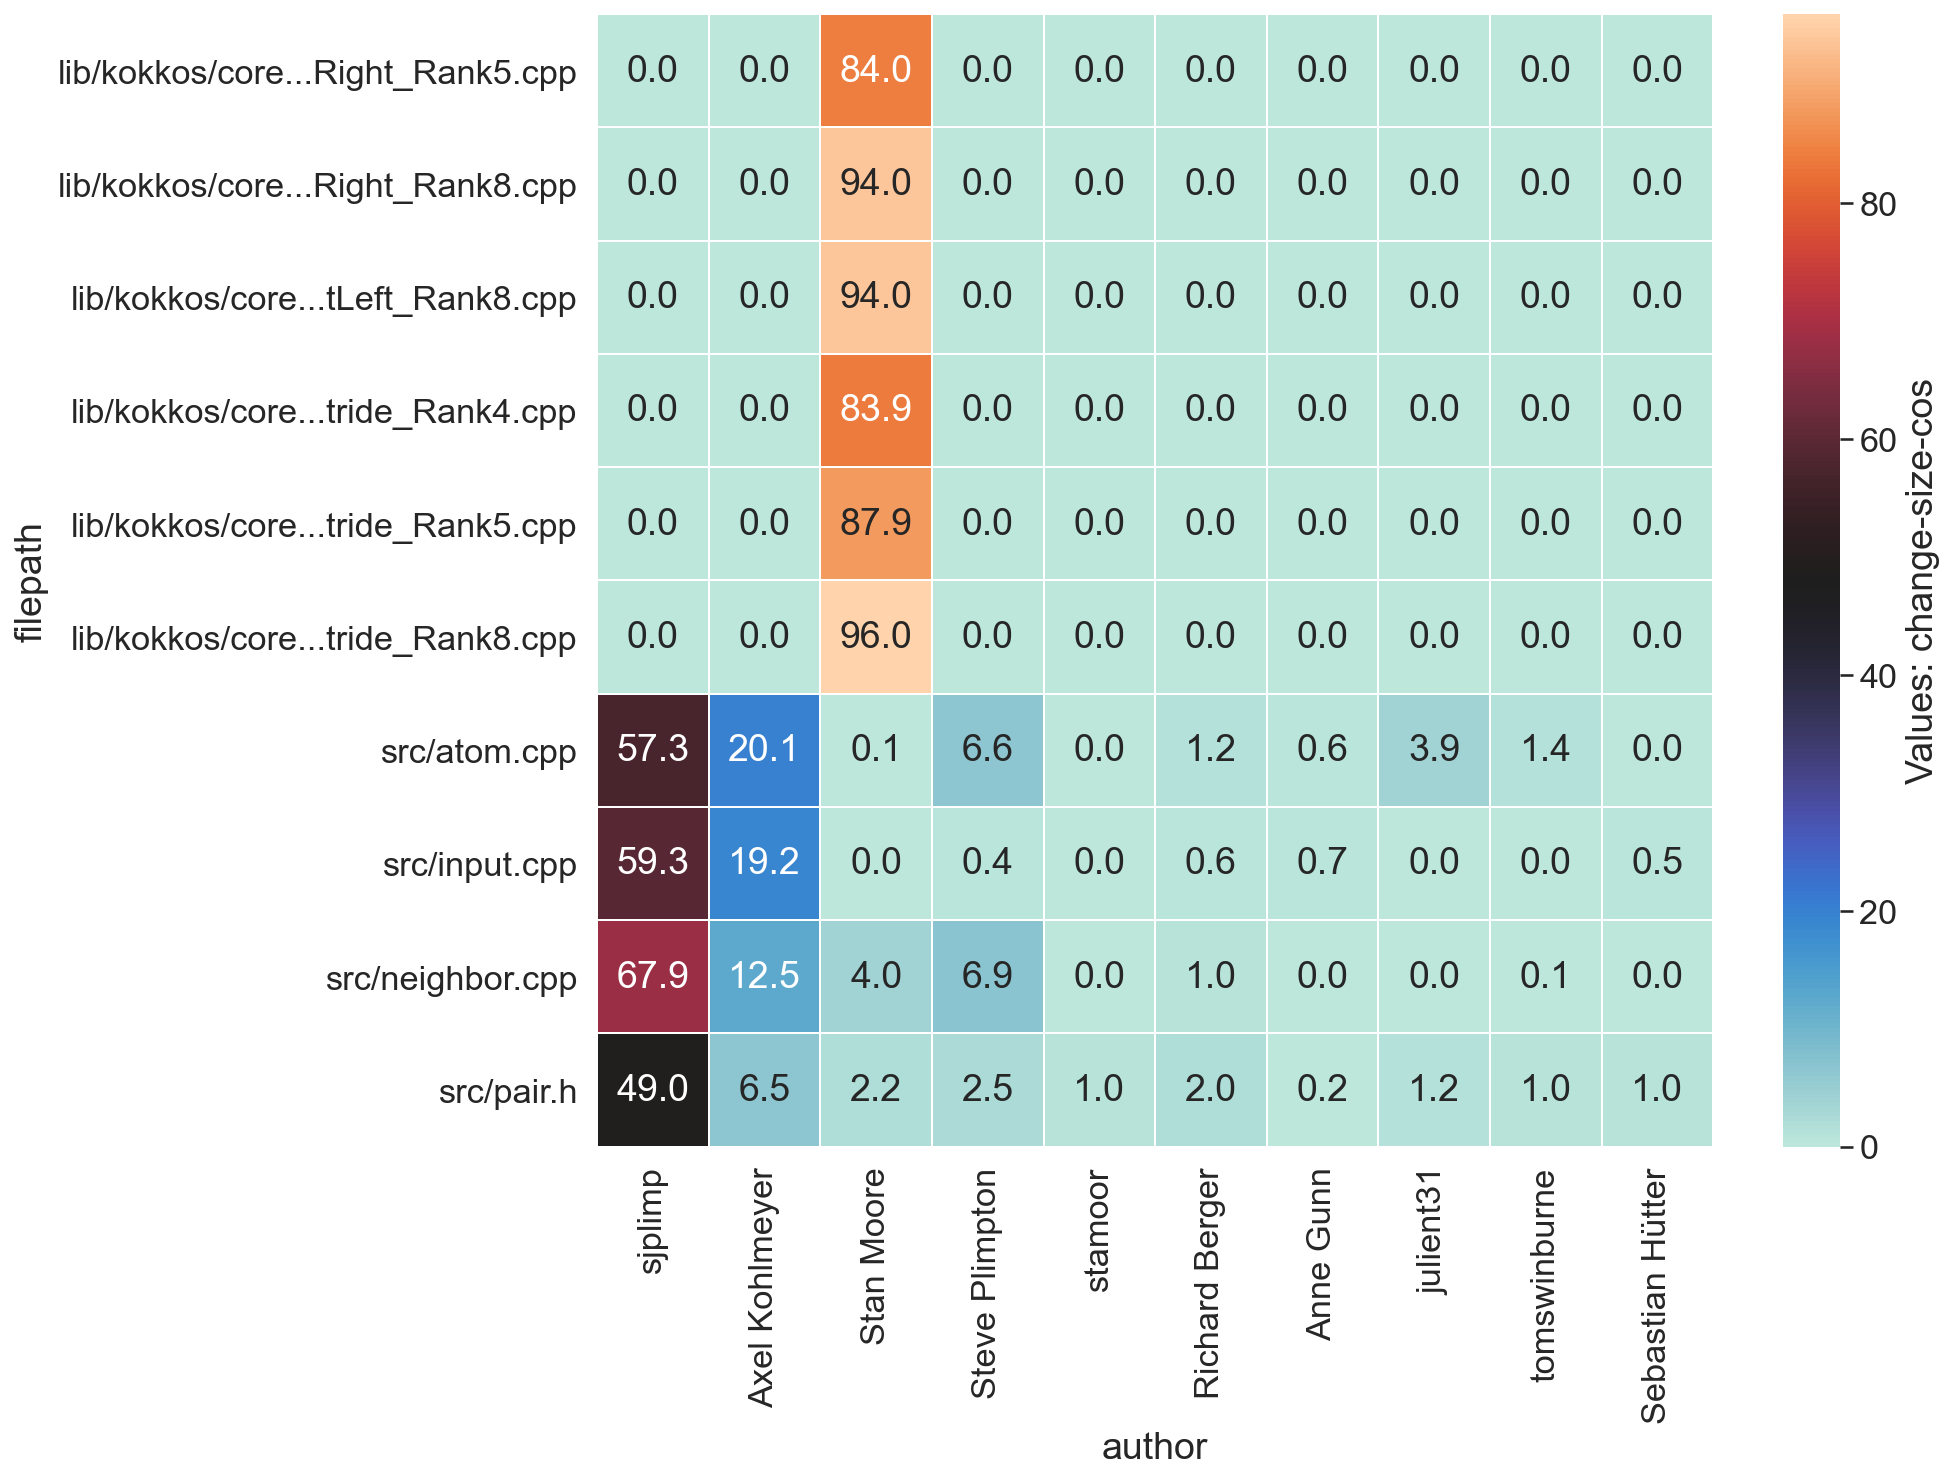 lib/kokkos/core...Right_Rank5.cpp 0.0 0.0 84.0 0.0 0.0 0.0 0.0 0.0 0.0 0.0
lib/kokkos/core...Right_Rank8.cpp 0.0 0.0 94.0 0.0 0.0 0.0 0.0 0.0 0.0 0.0
lib/kokkos/core...tLeft_Rank8.cpp 0.0 0.0 94.0 0.0 0.0 0.0 0.0 0.0 0.0 0.0
lib/kokkos/core...tride_Rank4.cpp 0.0 0.0 83.9 0.0 0.0 0.0 0.0 0.0 0.0 0.0
lib/kokkos/core...tride_Rank5.cpp 0.0 0.0 87.9 0.0 0.0 0.0 0.0 0.0 0.0 0.0
lib/kokkos/core...tride_Rank8.cpp 0.0 0.0 96.0 0.0 0.0 0.0 0.0 0.0 0.0 0.0
src/atom.cpp 57.3 20.1 0.1 6.6 0.0 1.2 0.6 3.9 1.4 0.0
src/input.cpp 59.3 19.2 0.0 0.4 0.0 0.6 0.7 0.0 0.0 0.5
src/neighbor.cpp 67.9 12.5 4.0 6.9 0.0 1.0 0.0 0.0 0.1 0.0
src/pair.h 49.0 6.5 2.2 2.5 1.0 2.0 0.2 1.2 1.0 1.0
filepath
sjplimp
Axel Kohlmeyer
Stan Moore
Steve Plimpton
stamoor
Richard Berger
Anne Gunn
julient31
tomswinburne
Sebastian Hütter
author
80
60
40
20
0
Values: change-size-cos